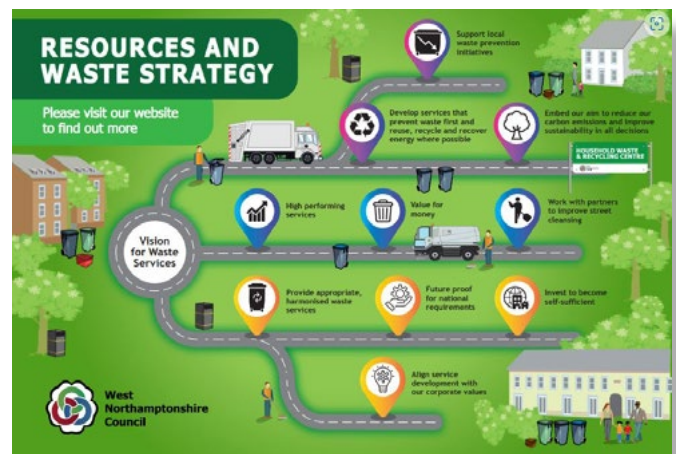 RESOURCES AND
WASTE STRATEGY
Please visit our website
to find out more
Support local
waste prevention
initiatives
Develop services that
prevent waste first and
reuse, recycle and recover
energy where possible
Embed our aim to reduce our
carbon emissions and improve
sustainability in all decisions
HOUSEHOLD WASTE
& RECYCLING CENTRE
High performing
services
Value for
money
Work with partners
to improve street
cleansing
Vision
for Waste
Services
Provide appropriate,
harmonised waste
services
Future proof
for national
requirements
Invest to become
self-sufficient
Align service
development with
our corporate values
West
Northamptonshire
Council